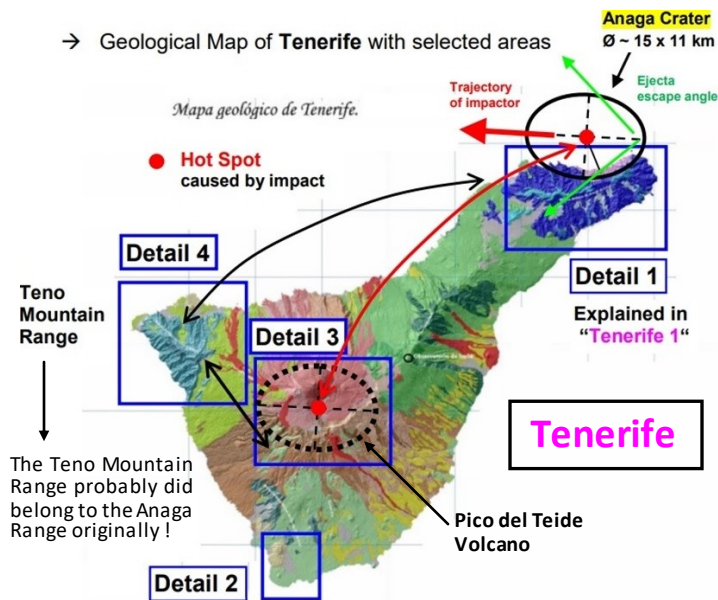 → Geological Map of Tenerife with selected areas
Anaga Crater
Ø ~ 15 x 11 km
Mapa geológico de Tenerife.
Trajectory
of impactor
Ejecta
escape angle
Hot Spot
caused by impact
Detail 4
Detail 1
Explained in
“Tenerife 1“
Teno
Mountain
Range
Detail 3
Tenerife
The Teno Mountain
Range probably did
belong to the Anaga
Range originally !
Pico del Teide
Volcano
Detail 2